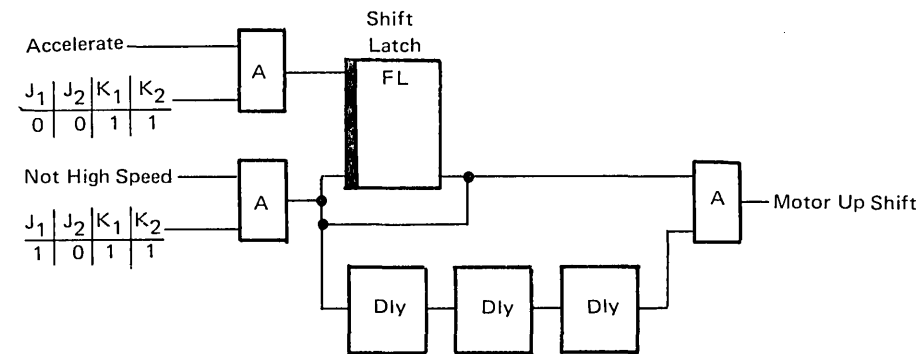 Shift
Latch
Accelerate
A
FL
J1 J2 K1 K2
0 0 1 1
Not High Speed
A
A
Motor Up Shift
J1 J2 K1 K2
1 0 1 1
Dly
Dly
Dly